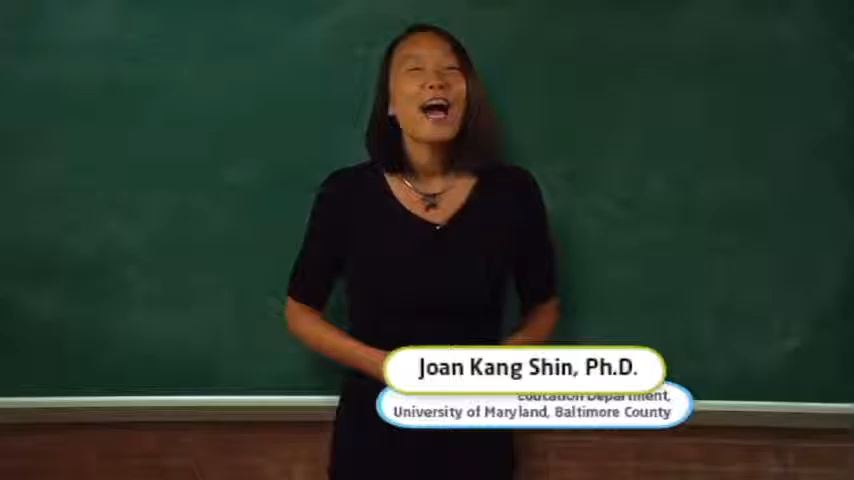 Joan Kang Shin, Ph.D.
Education Department,
University of Maryland, Baltimore County